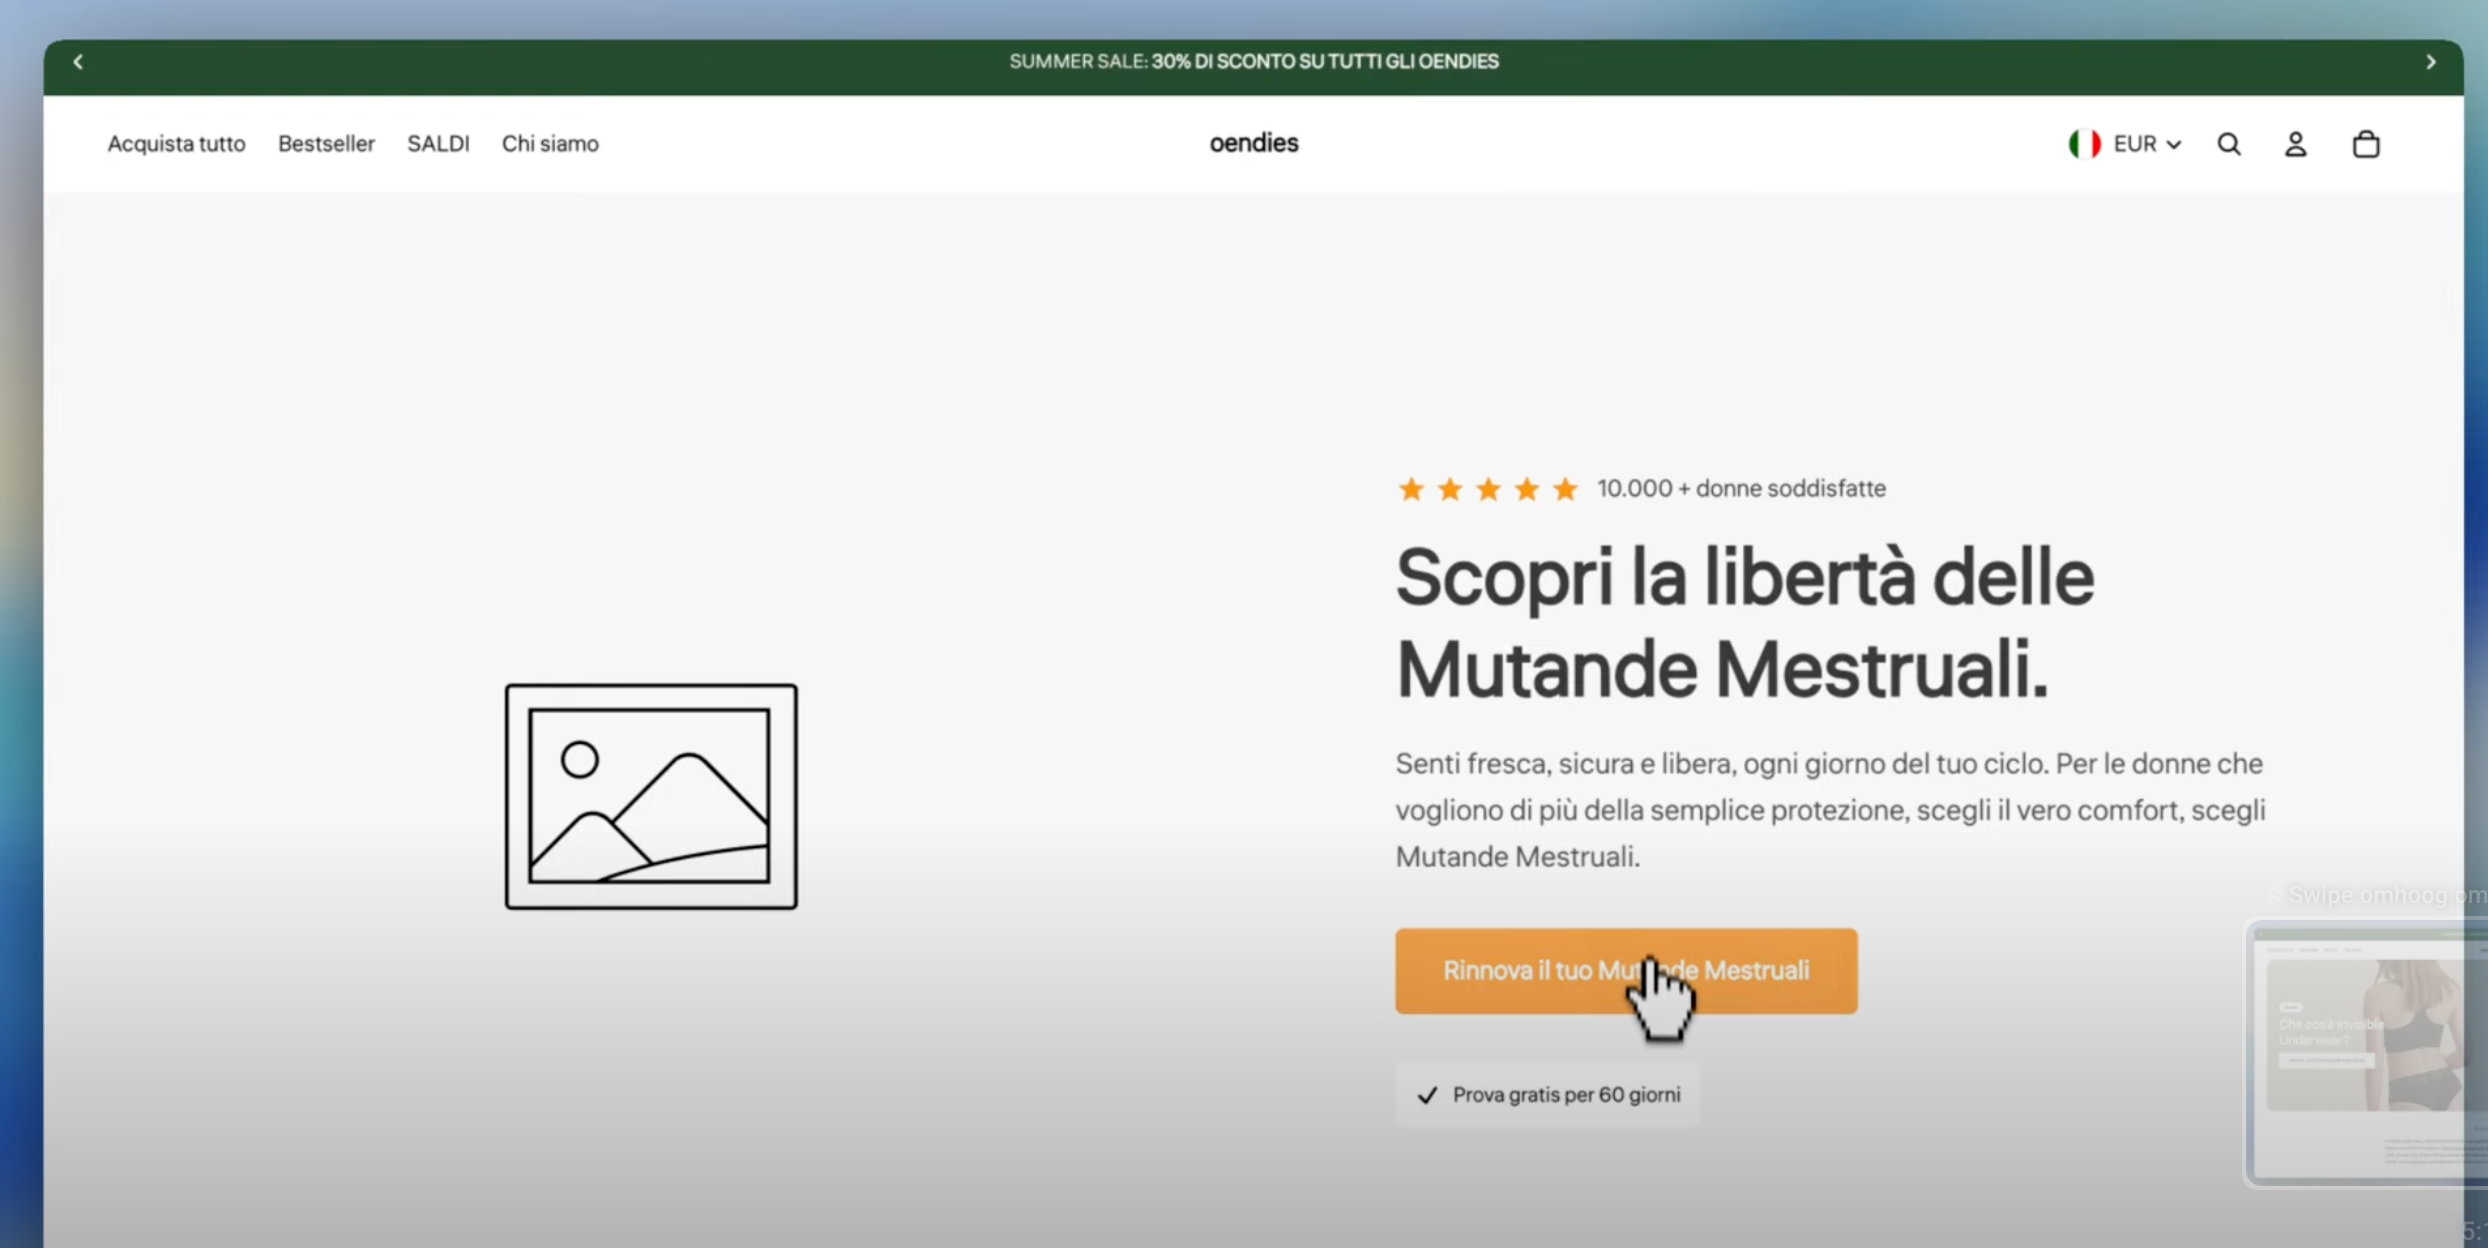 SUMMER SALE: 30% DI SCONTO SU TUTTI GLI OENDIES
Acquista tutto Bestseller SALDI Chi siamo oendies EUR
10.000 + donne soddisfatte
Scopri la libertà delle
Mutande Mestruali.
Senti fresca, sicura e libera, ogni giorno del tuo ciclo. Per le donne che
vogliono di più della semplice protezione, scegli il vero comfort, scegli
Mutande Mestruali.
Rinnova il tuo Mutande Mestruali
Prova gratis per 60 giorni
Swipe omhoog om
Che cos'è Invisible
Underwear?